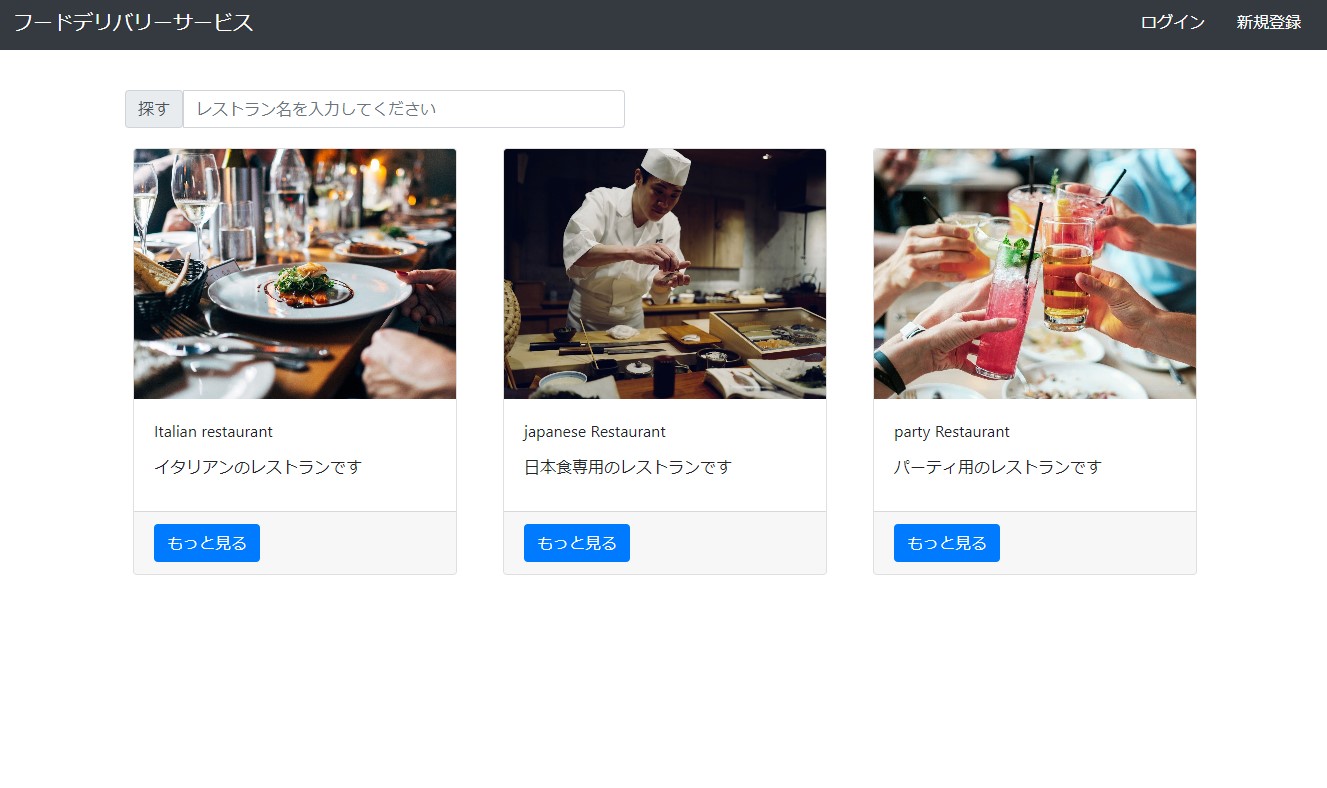 フードデリバリーサービス
ログイン 新規登録
探す レストラン名を入力してください
Italian restaurant
イタリアンのレストランです
もっと見る
japanese Restaurant
日本食専用のレストランです
もっと見る
party Restaurant
パーティ用のレストランです
もっと見る